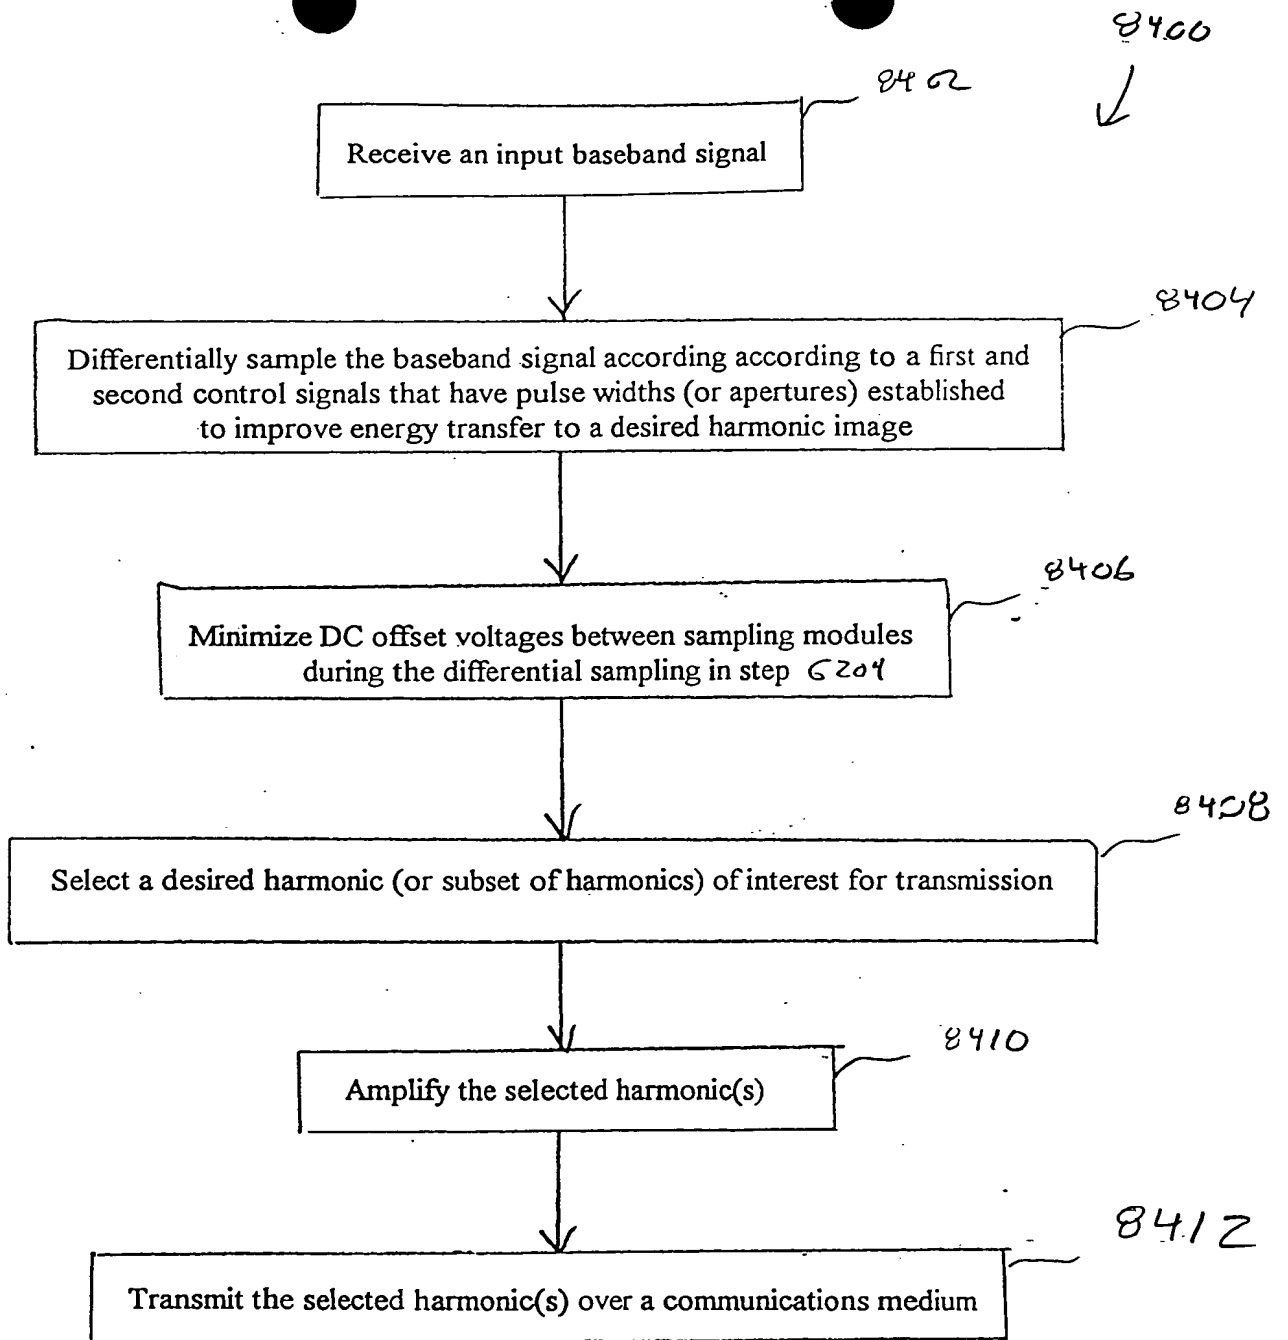 8400
8402
Receive an input baseband signal
8404
Differentially sample the baseband signal according according to a first and
second control signals that have pulse widths (or apertures) established
to improve energy transfer to a desired harmonic image
8406
Minimize DC offset voltages between sampling modules
during the differential sampling in step 6204
8408
Select a desired harmonic (or subset of harmonics) of interest for transmission
8410
Amplify the selected harmonic(s)
8412
Transmit the selected harmonic(s) over a communications medium